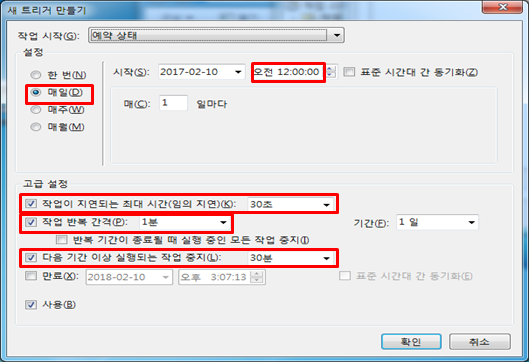 새 트리거 만들기
작업 시작(G): 예약 상태
설정
한 번(N)
매일(D)
매주(W)
매월(M)
시작(S): 2017-02-10 오전 12:00:00 표준 시간대 간 동기화(Z)
매(C): 1 일마다
고급 설정
작업이 지연되는 최대 시간(임의 지연)(K): 30초
작업 반복 간격(P): 1분 기간(F): 1 일
반복 기간이 종료될 때 실행 중인 모든 작업 중지(I)
다음 기간 이상 실행되는 작업 중지(L): 30분
만료(X): 2018-02-10 오후 3:07:13 표준 시간대 간 동기화(E)
사용(B)
확인 취소